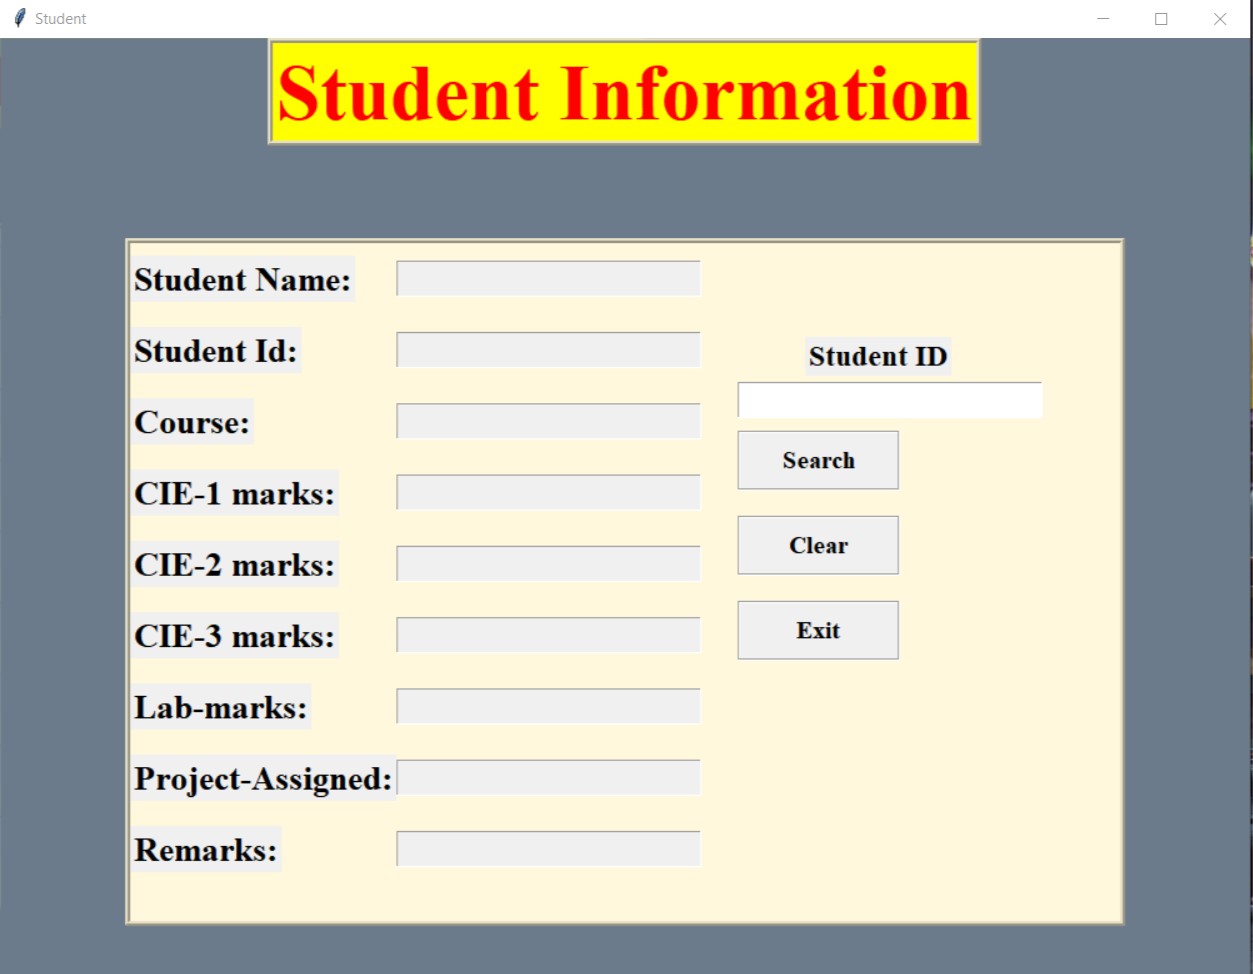 Student
Student Information
Student Name:
Student Id:
Course:
CIE-1 marks:
CIE-2 marks:
CIE-3 marks:
Lab-marks:
Project-Assigned:
Remarks:
Student ID
Search
Clear
Exit